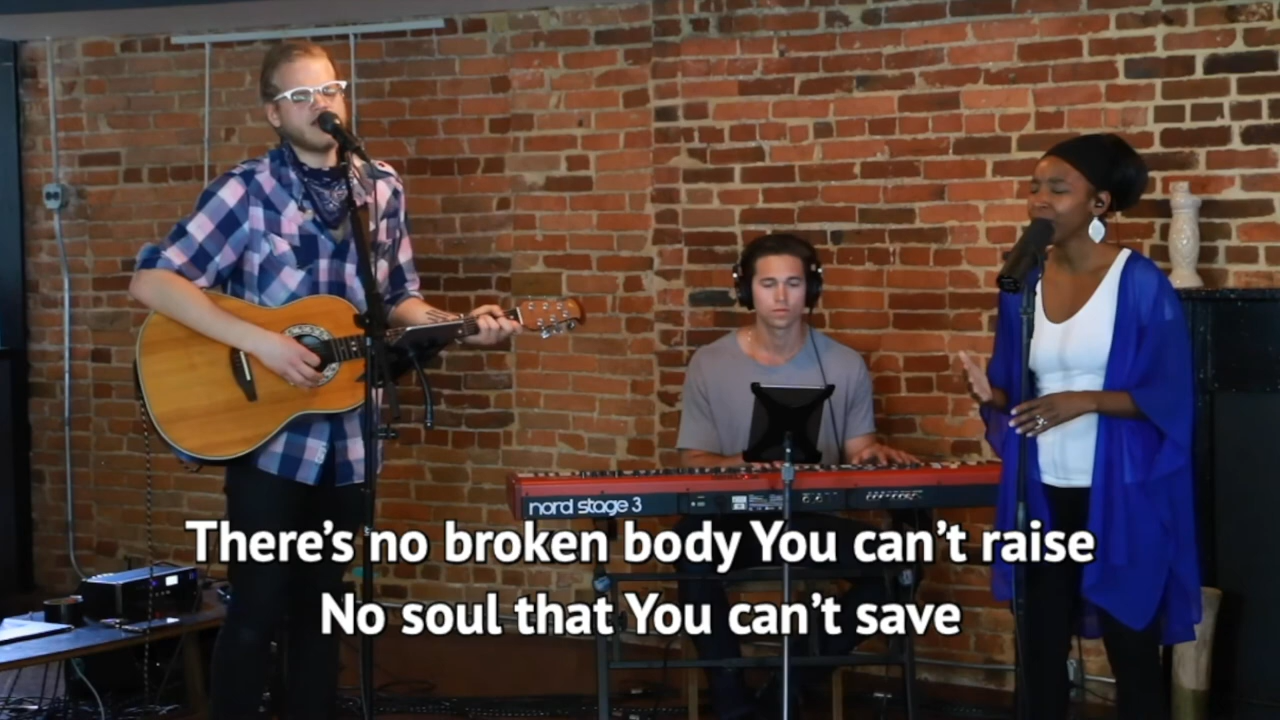 nord stage 3
There's no broken body You can't raise
No soul that You can't save